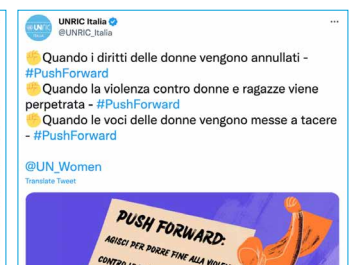 UNRIC Italia
@UNRIC_Italia
Quando i diritti delle donne vengono annullati -
#PushForward
Quando la violenza contro donne e ragazze viene
perpetrata - #PushForward
Quando le voci delle donne vengono messe a tacere
- #PushForward
@UN_Women
Translate Tweet
PUSH FORWARD:
AGISCI PER PORRE FINE ALLA